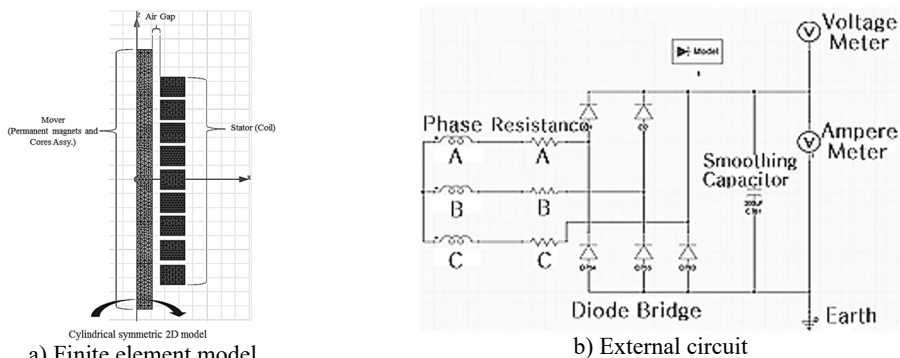 z
Air Gap
Mover
(Permanent magnets and
Cores Assy.)
Stator (Coil)
x
Cylindrical symmetric 2D model
a) Finite element model
V
Voltage
Meter
Model
Phase
Resistance
A
A
B
B
C
C
Smoothing
Capacitor
V
Ampere
Meter
Diode Bridge
Earth
b) External circuit